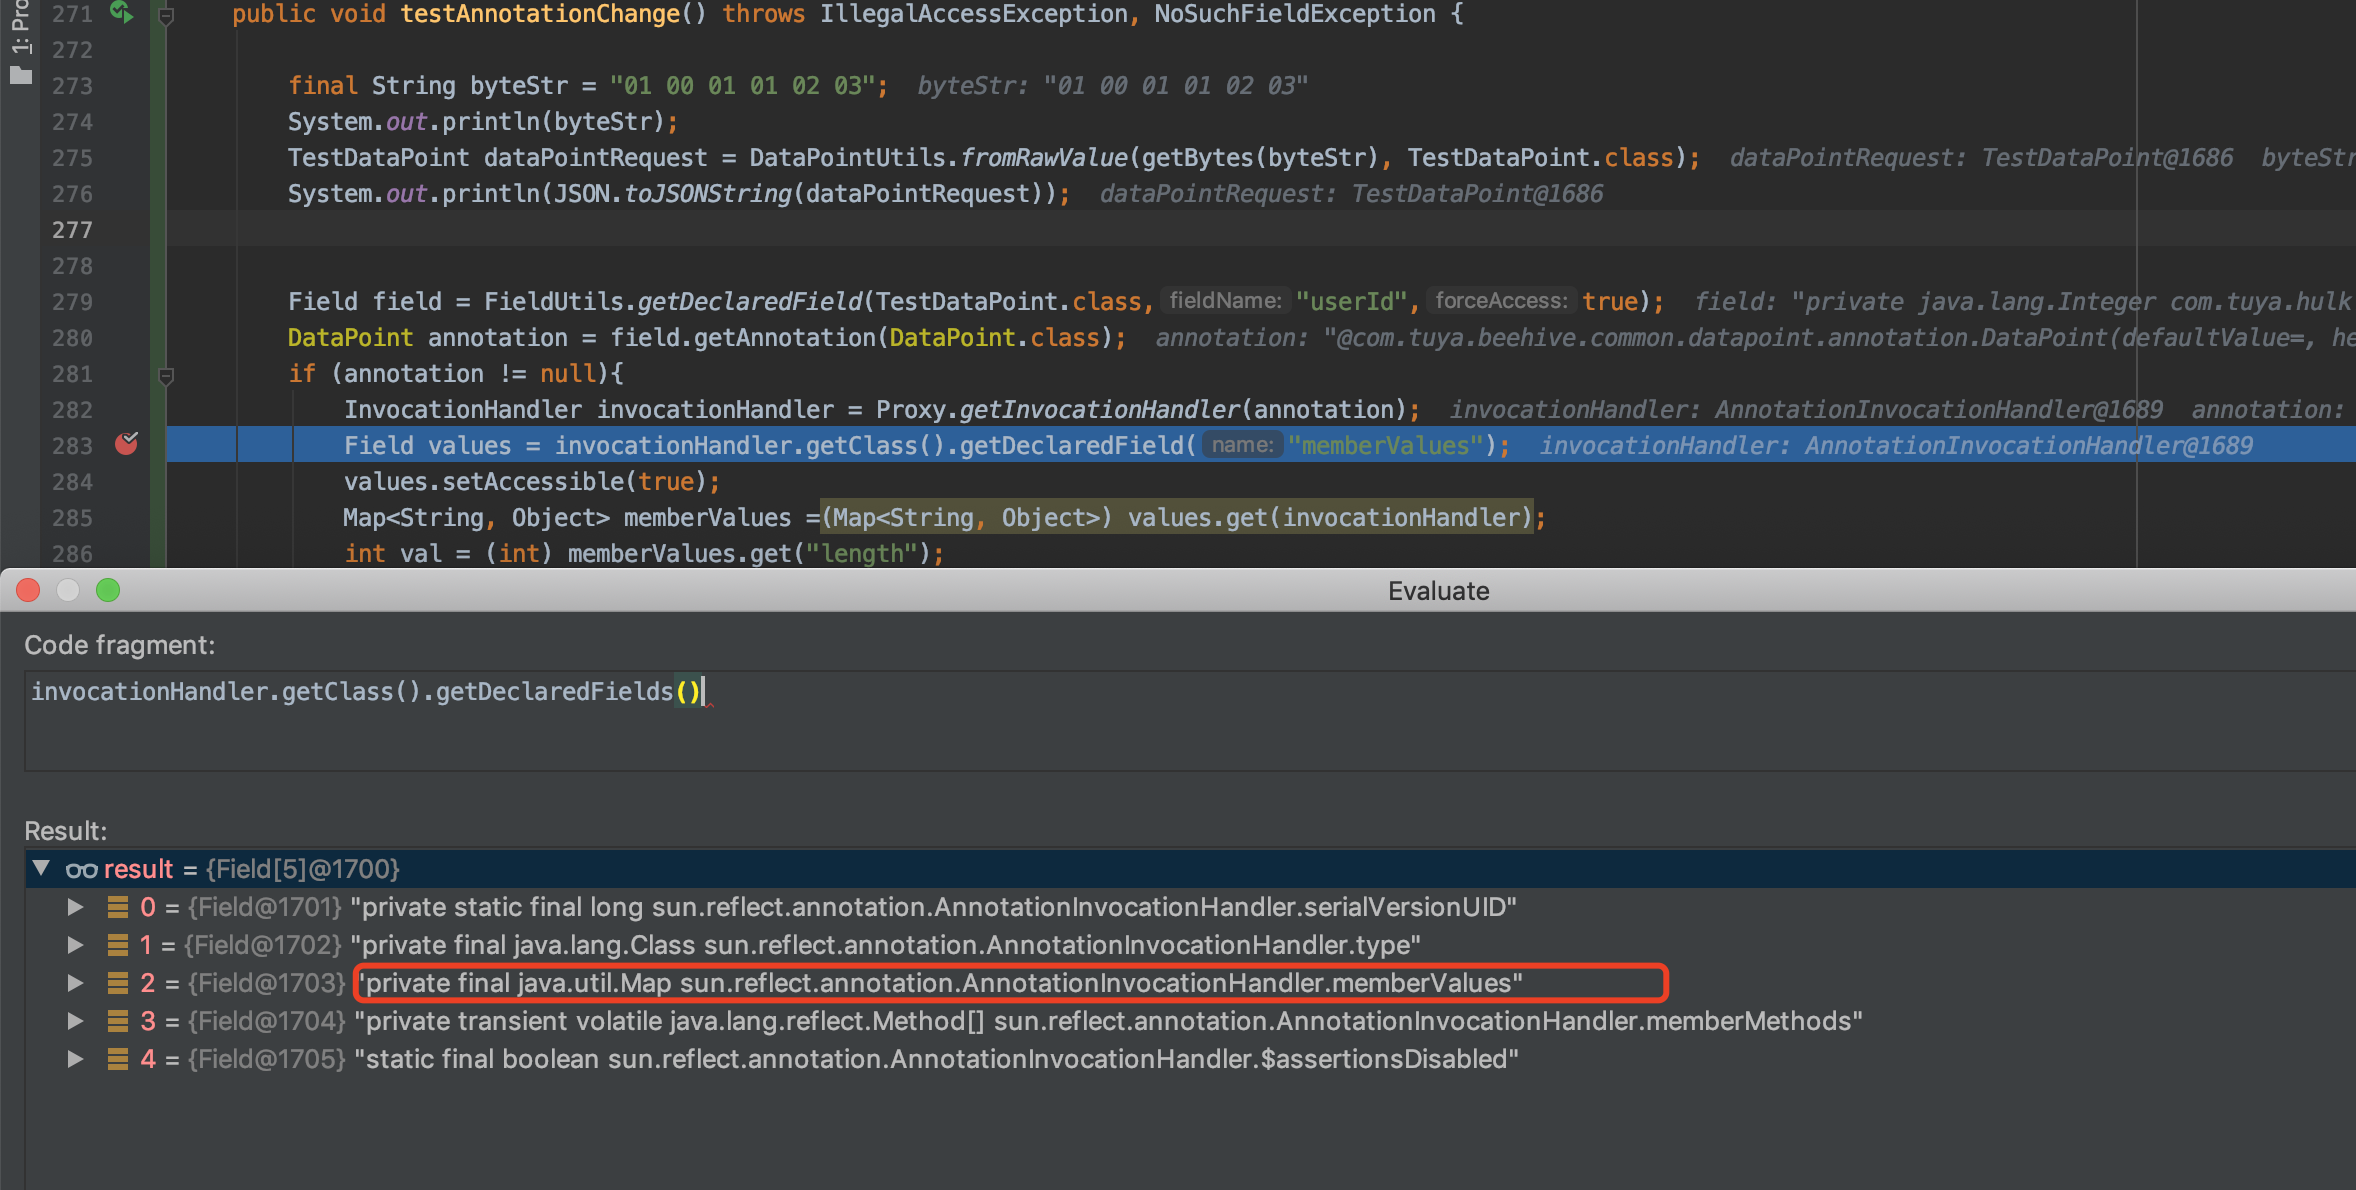 1: Pro
271 public void testAnnotationChange() throws IllegalAccessException, NoSuchFieldException {
272
273 final String byteStr = "01 00 01 01 02 03"; byteStr: "01 00 01 01 02 03"
274 System.out.println(byteStr);
275 TestDataPoint dataPointRequest = DataPointUtils.fromRawValue(getBytes(byteStr), TestDataPoint.class); dataPointRequest: TestDataPoint@1686 byteStr
276 System.out.println(JSON.toJSONString(dataPointRequest)); dataPointRequest: TestDataPoint@1686
277
278
279 Field field = FieldUtils.getDeclaredField(TestDataPoint.class, fieldName: "userId", forceAccess: true); field: "private java.lang.Integer com.tuya.hulk
280 DataPoint annotation = field.getAnnotation(DataPoint.class); annotation: "@com.tuya.beehive.common.datapoint.annotation.DataPoint(defaultValue=, he
281 if (annotation != null){
282 InvocationHandler invocationHandler = Proxy.getInvocationHandler(annotation); invocationHandler: AnnotationInvocationHandler@1689 annotation:
283 Field values = invocationHandler.getClass().getDeclaredField( name: "memberValues"); invocationHandler: AnnotationInvocationHandler@1689
284 values.setAccessible(true);
285 Map<String, Object> memberValues =(Map<String, Object>) values.get(invocationHandler);
286 int val = (int) memberValues.get("length");
Evaluate
Code fragment:
invocationHandler.getClass().getDeclaredFields()
Result:
result = {Field[5]@1700}
0 = {Field@1701} "private static final long sun.reflect.annotation.AnnotationInvocationHandler.serialVersionUID"
1 = {Field@1702} "private final java.lang.Class sun.reflect.annotation.AnnotationInvocationHandler.type"
2 = {Field@1703} "private final java.util.Map sun.reflect.annotation.AnnotationInvocationHandler.memberValues"
3 = {Field@1704} "private transient volatile java.lang.reflect.Method[] sun.reflect.annotation.AnnotationInvocationHandler.memberMethods"
4 = {Field@1705} "static final boolean sun.reflect.annotation.AnnotationInvocationHandler.$assertionsDisabled"